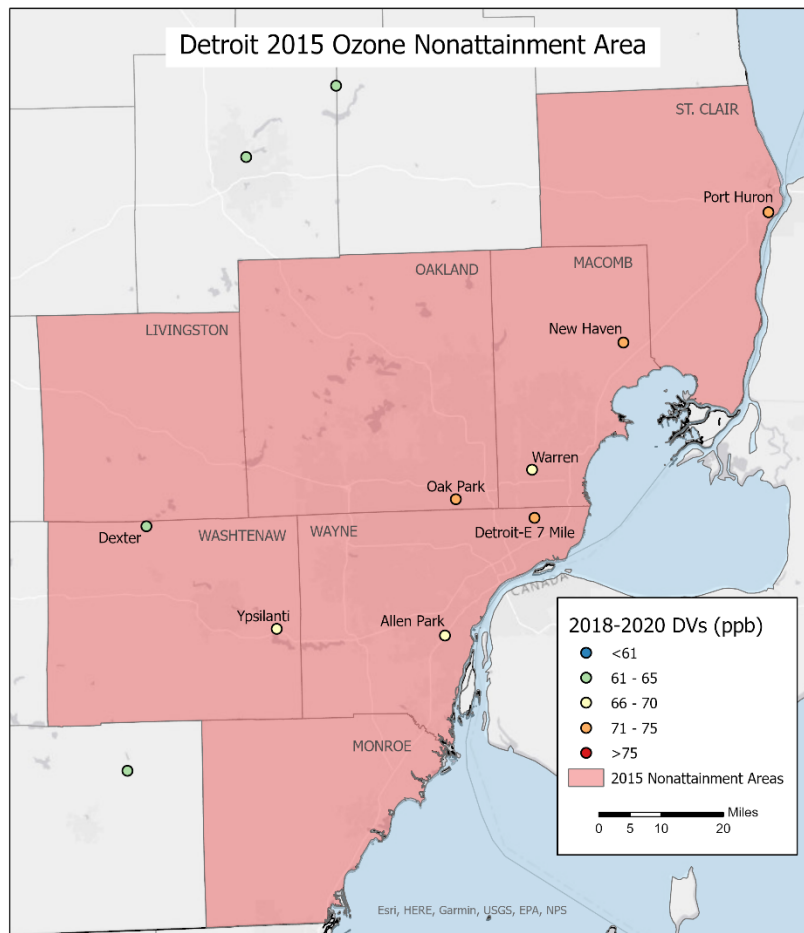 Detroit 2015 Ozone Nonattainment Area
ST. CLAIR
Port Huron
OAKLAND
MACOMB
LIVINGSTON
New Haven
Warren
Oak Park
Dexter
WASHTENAW
WAYNE
Detroit-E 7 Mile
CANADA
Ypsilanti
Allen Park
MONROE
2018-2020 DVs (ppb)
<61
61 - 65
66 - 70
71 - 75
>75
2015 Nonattainment Areas
Miles
0 5 10 20
Esri, HERE, Garmin, USGS, EPA, NPS